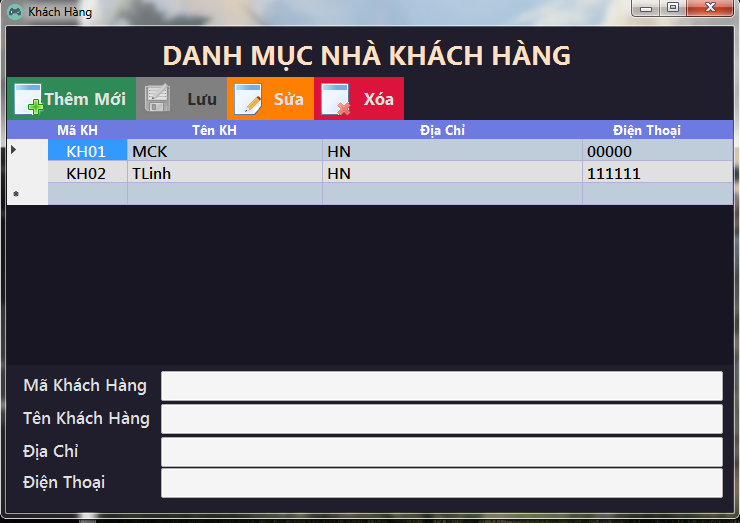 Khách Hàng
DANH MỤC NHÀ KHÁCH HÀNG
Thêm Mới Lưu Sửa Xóa
Mã KH Tên KH Địa Chỉ Điện Thoại
KH01 MCK HN 00000
KH02 TLinh HN 111111
Mã Khách Hàng
Tên Khách Hàng
Địa Chỉ
Điện Thoại